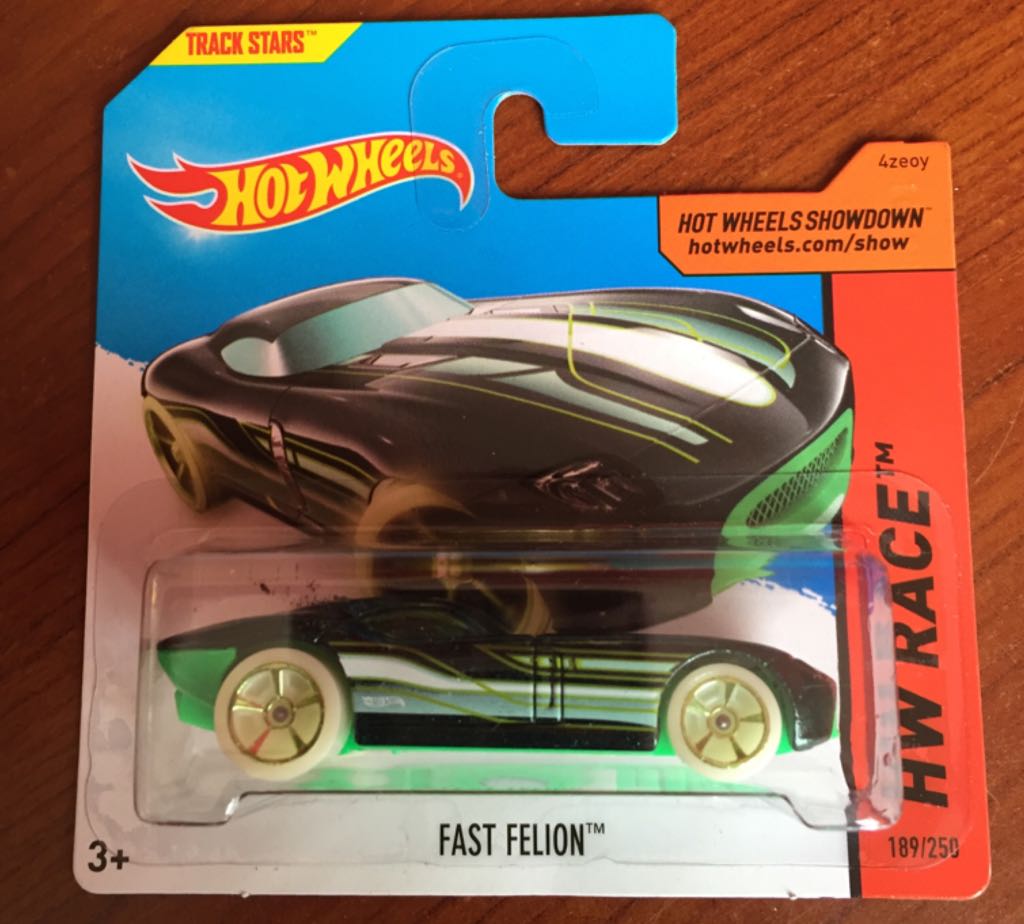 TRACK STARS™
HOT WHEELS
4zeoy
HOT WHEELS SHOWDOWN™
hotwheels.com/show
HW RACE™
FAST FELION™
3+
189/250